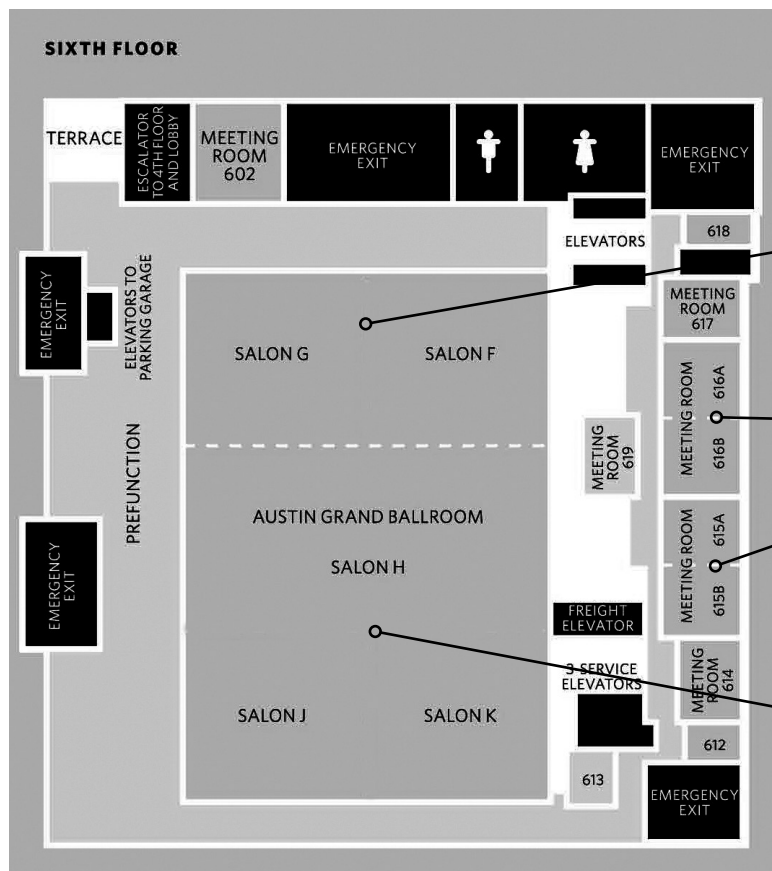 SIXTH FLOOR
TERRACE
ESCALATOR
TO 4TH FLOOR
AND LOBBY
MEETING
ROOM
602
EMERGENCY
EXIT
EMERGENCY
EXIT
ELEVATORS
618
EMERGENCY
EXIT
ELEVATORS TO
PARKING GARAGE
MEETING
ROOM
617
SALON G
SALON F
MEETING ROOM
616A
616B
PREFUNCTION
MEETING
ROOM
619
AUSTIN GRAND BALLROOM
SALON H
MEETING ROOM
615A
615B
EMERGENCY
EXIT
FREIGHT
ELEVATOR
3 SERVICE
ELEVATORS
MEETING
ROOM
614
SALON J
SALON K
612
613
EMERGENCY
EXIT